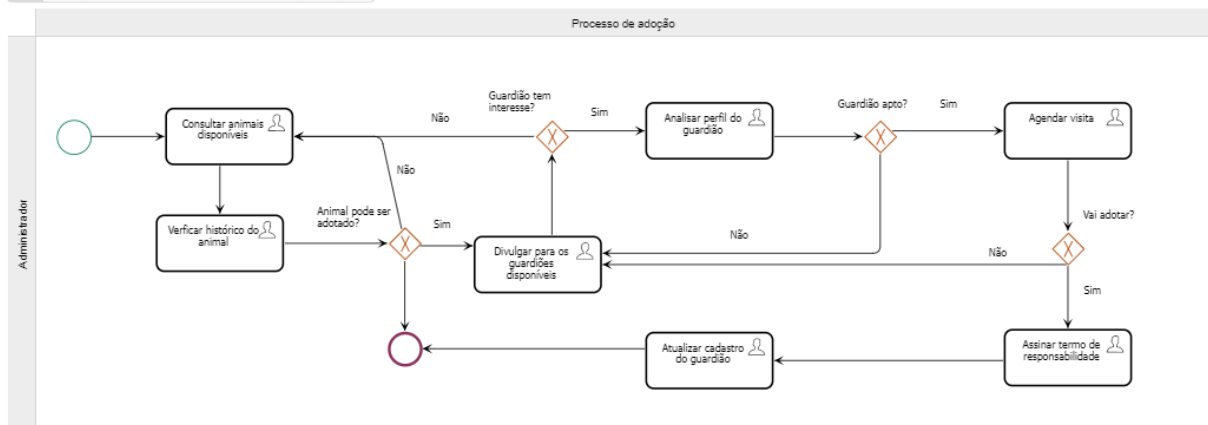 Processo de adoção
Administrador
Consultar animais
disponíveis
Não
Guardião tem
interesse?
Sim
Analisar perfil do
guardião
Guardião apto?
Sim
Agendar visita
Não
Verficar histórico do
animal
Animal pode ser
adotado?
Sim
Divulgar para os
guardiões
disponíveis
Não
Não
Vai adotar?
Sim
Atualizar cadastro
do guardião
Assinar termo de
responsabilidade